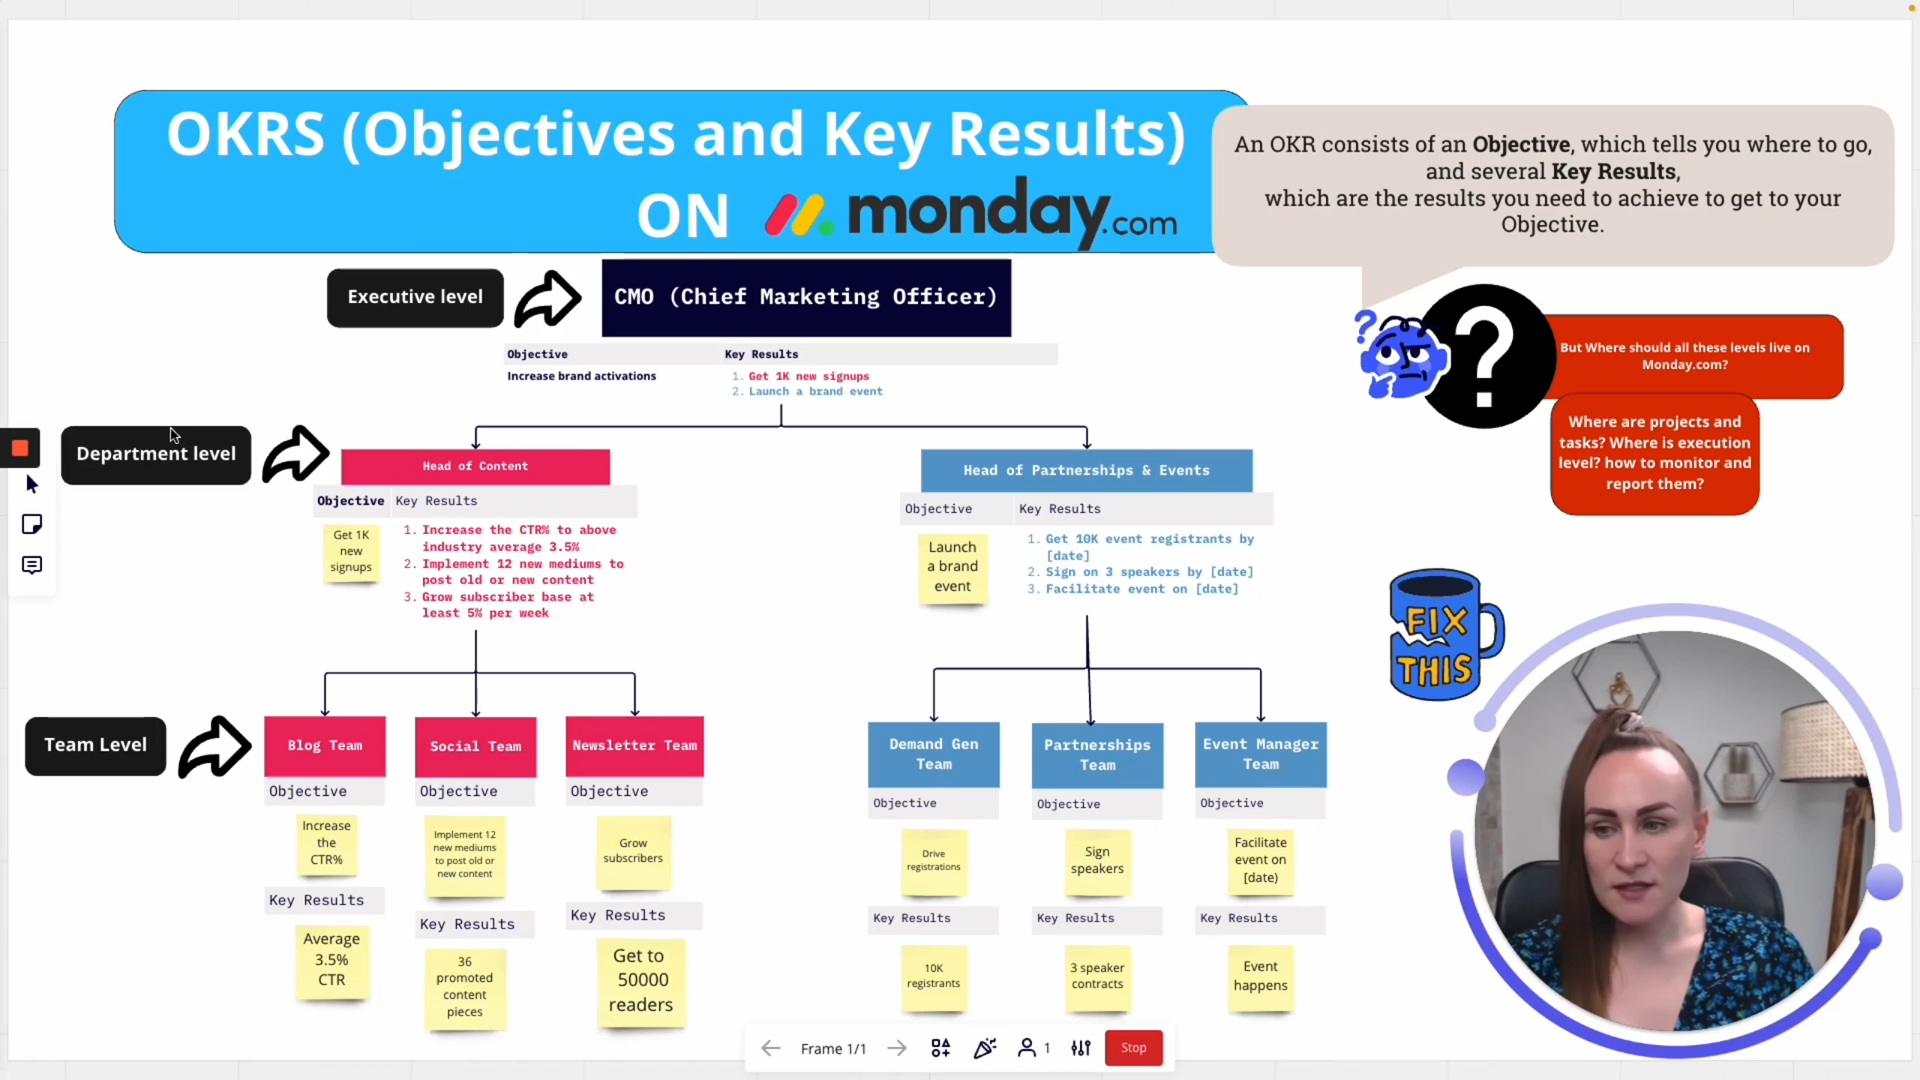 OKRS (Objectives and Key Results)
ON monday.com
An OKR consists of an Objective, which tells you where to go,
and several Key Results,
which are the results you need to achieve to get to your
Objective.
Executive level
CMO (Chief Marketing Officer)
Objective Key Results
Increase brand activations
1. Get 1K new signups
2. Launch a brand event
?
?
But Where should all these levels live on
Monday.com?
Where are projects and
tasks? Where is execution
level? how to monitor and
report them?
Department level
Head of Content
Objective Key Results
Get 1K
new
signups
1. Increase the CTR% to above
industry average 3.5%
2. Implement 12 new mediums to
post old or new content
3. Grow subscriber base at
least 5% per week
Head of Partnerships & Events
Objective Key Results
Launch
a brand
event
1. Get 10K event registrants by
[date]
2. Sign on 3 speakers by [date]
3. Facilitate event on [date]
FIX
THIS
Team Level
Blog Team
Objective
Increase
the
CTR%
Key Results
Average
3.5%
CTR
Social Team
Objective
Implement 12
new mediums
to post old or
new content
Key Results
36
promoted
content
pieces
Newsletter Team
Objective
Grow
subscribers
Key Results
Get to
50000
readers
Demand Gen
Team
Objective
Drive
registrations
Key Results
10K
registrants
Partnerships
Team
Objective
Sign
speakers
Key Results
3 speaker
contracts
Event Manager
Team
Objective
Facilitate
event on
[date)
Key Results
Event
happens
Frame 1/1
1
Stop